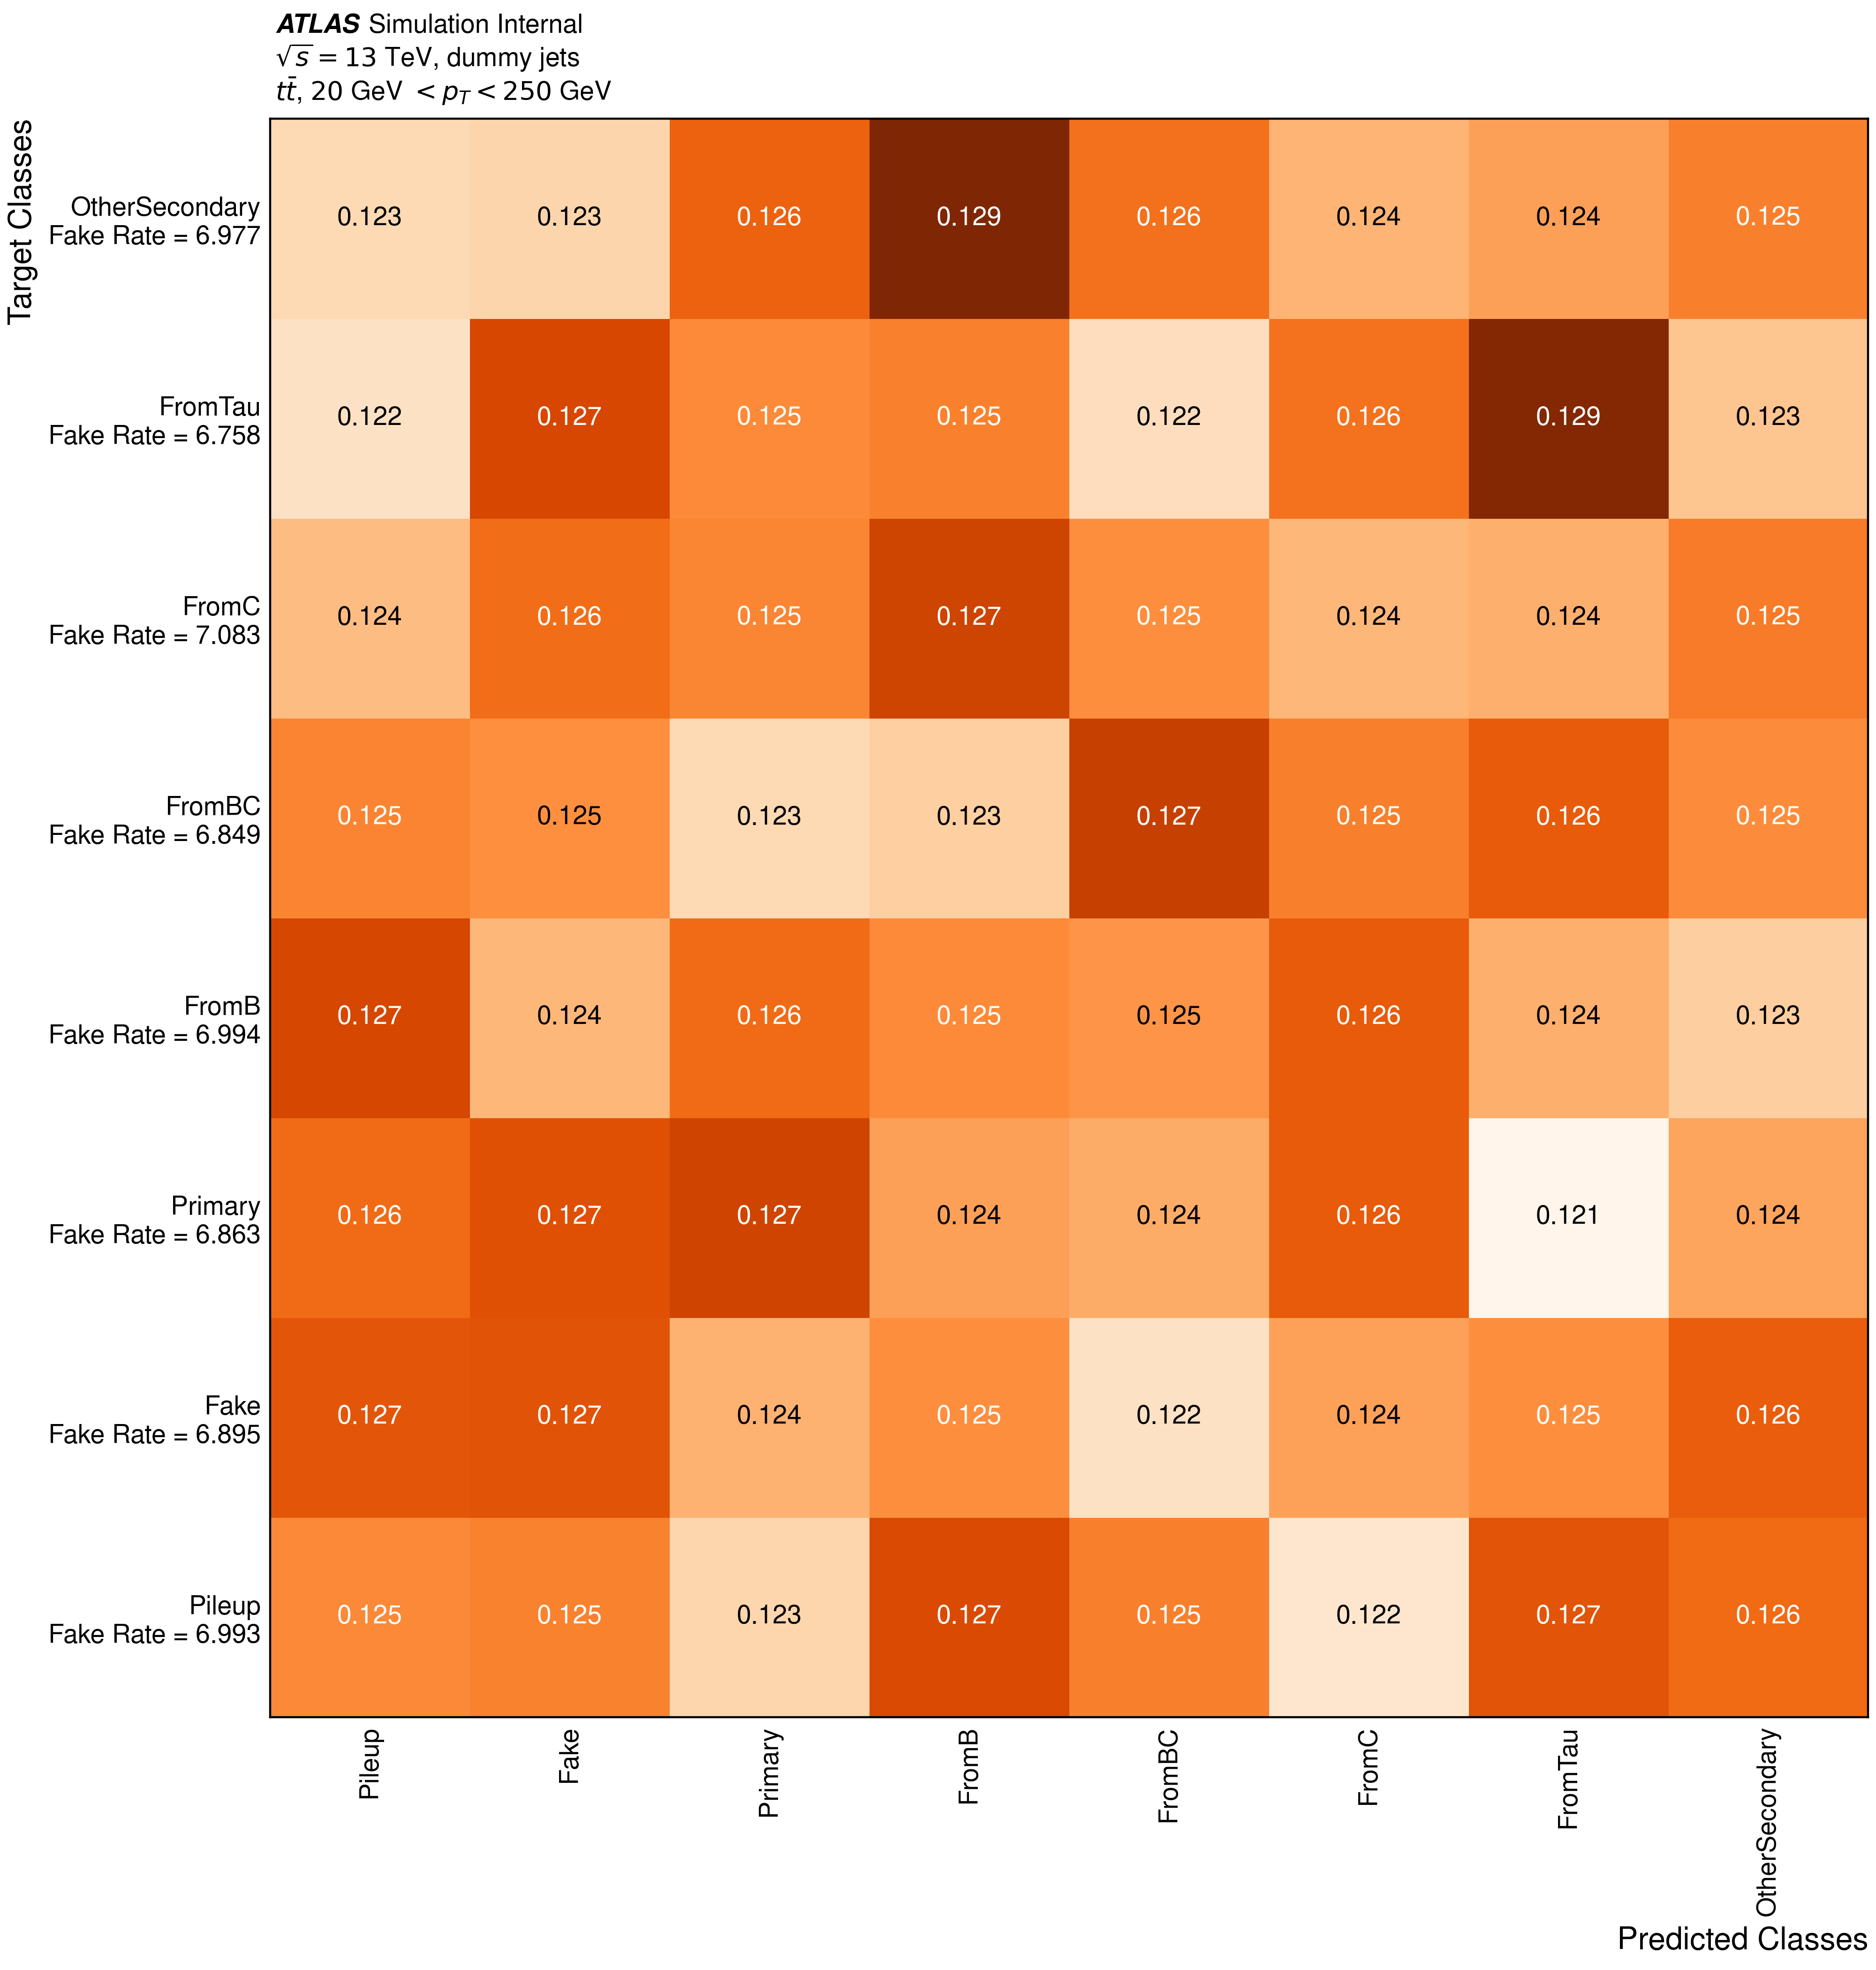 ATLAS Simulation Internal
√s = 13 TeV, dummy jets
tt̄, 20 GeV < pT < 250 GeV
Target Classes
OtherSecondary
Fake Rate = 6.977
0.123 0.123 0.126 0.129 0.126 0.124 0.124 0.125
FromTau
Fake Rate = 6.758
0.122 0.127 0.125 0.125 0.122 0.126 0.129 0.123
FromC
Fake Rate = 7.083
0.124 0.126 0.125 0.127 0.125 0.124 0.124 0.125
FromBC
Fake Rate = 6.849
0.125 0.125 0.123 0.123 0.127 0.125 0.126 0.125
FromB
Fake Rate = 6.994
0.127 0.124 0.126 0.125 0.125 0.126 0.124 0.123
Primary
Fake Rate = 6.863
0.126 0.127 0.127 0.124 0.124 0.126 0.121 0.124
Fake
Fake Rate = 6.895
0.127 0.127 0.124 0.125 0.122 0.124 0.125 0.126
Pileup
Fake Rate = 6.993
0.125 0.125 0.123 0.127 0.125 0.122 0.127 0.126
Pileup
Fake
Primary
FromB
FromBC
FromC
FromTau
OtherSecondary
Predicted Classes